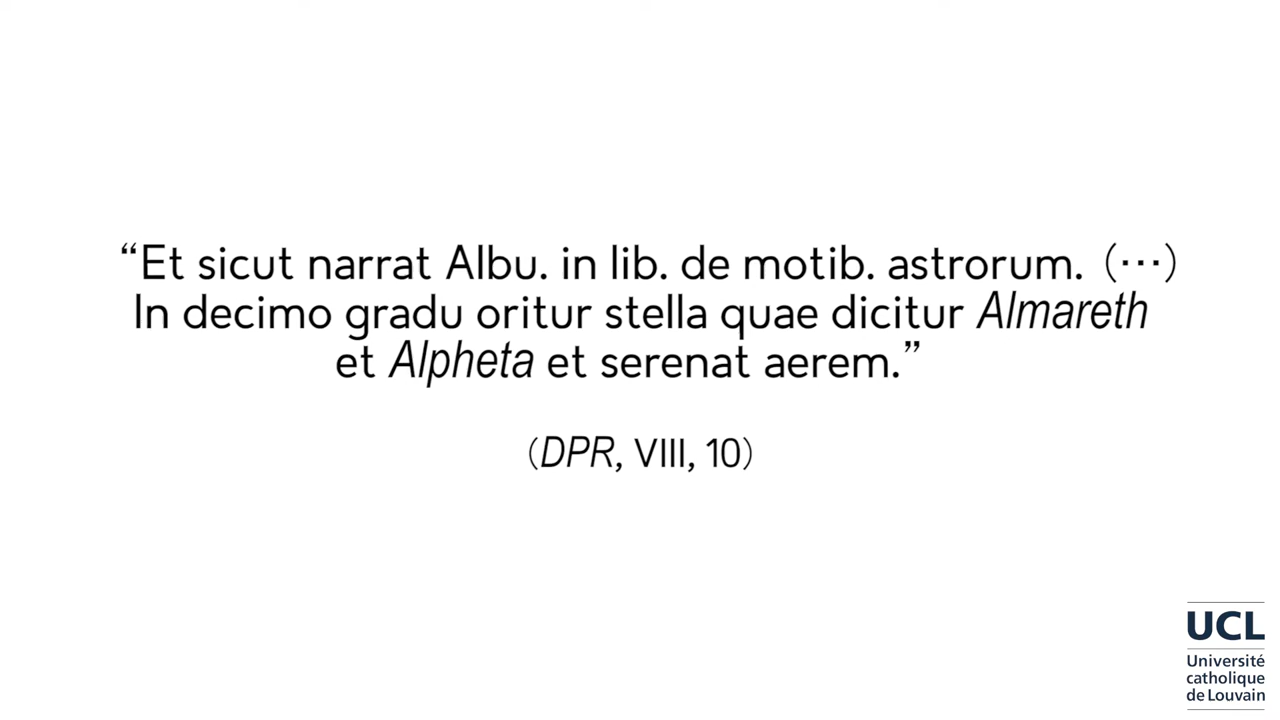 “Et sicut narrat Albu. in lib. de motib. astrorum. (···)
In decimo gradu oritur stella quae dicitur Almareth
et Alpheta et serenat aerem.”
(DPR, VIII, 10)
UCL
Université
catholique
de Louvain